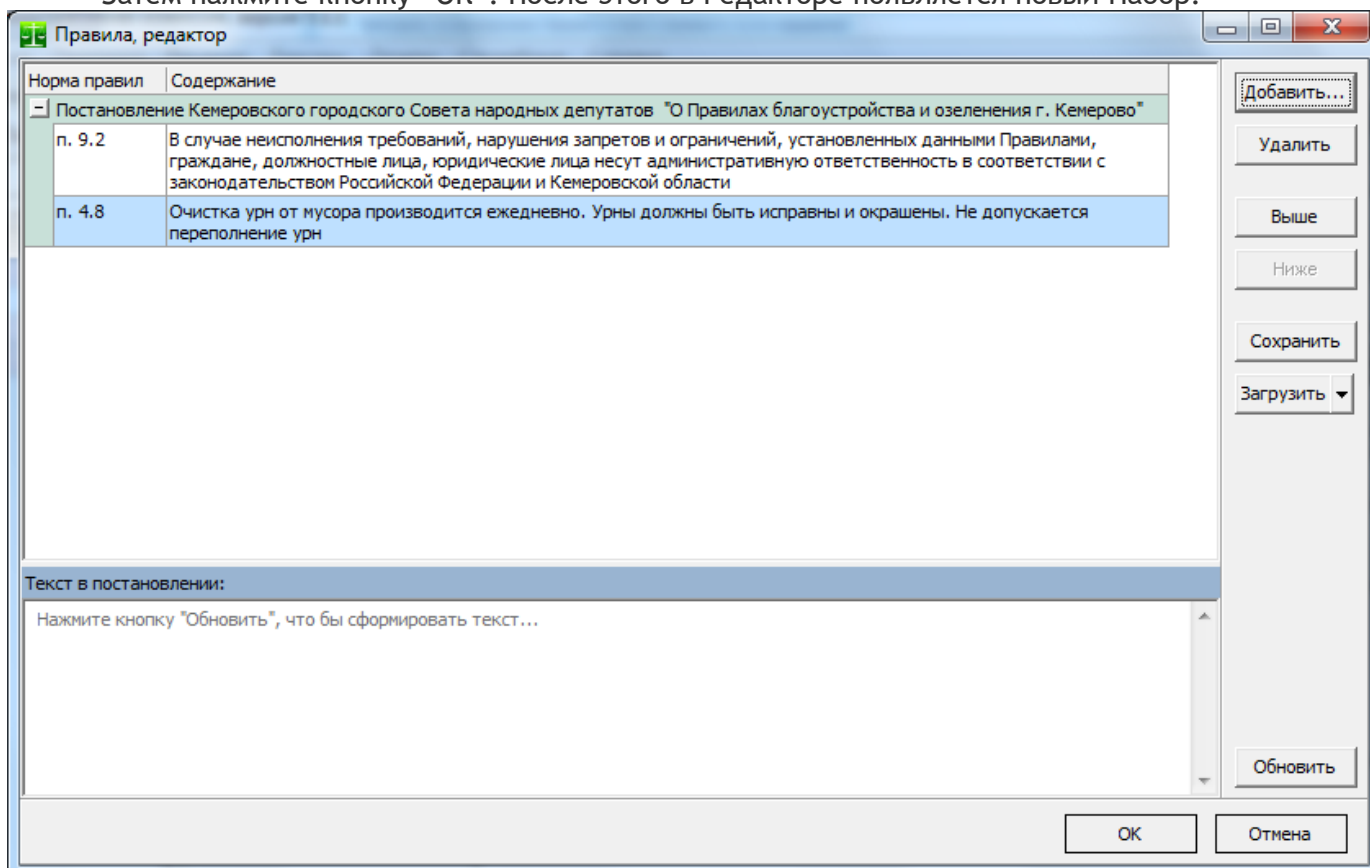 Затем нажмите кнопку "ОК". После этого в Редакторе появляется новый Набор:
Правила, редактор
Норма правил Содержание
Постановление Кемеровского городского Совета народных депутатов "О Правилах благоустройства и озеленения г. Кемерово"
п. 9.2 В случае неисполнения требований, нарушения запретов и ограничений, установленных данными Правилами,
граждане, должностные лица, юридические лица несут административную ответственность в соответствии с
законодательством Российской Федерации и Кемеровской области
п. 4.8 Очистка урн от мусора производится ежедневно. Урны должны быть исправны и окрашены. Не допускается
переполнение урн
Добавить...
Удалить
Выше
Ниже
Сохранить
Загрузить
Текст в постановлении:
Нажмите кнопку "Обновить", что бы сформировать текст...
Обновить
ОК
Отмена